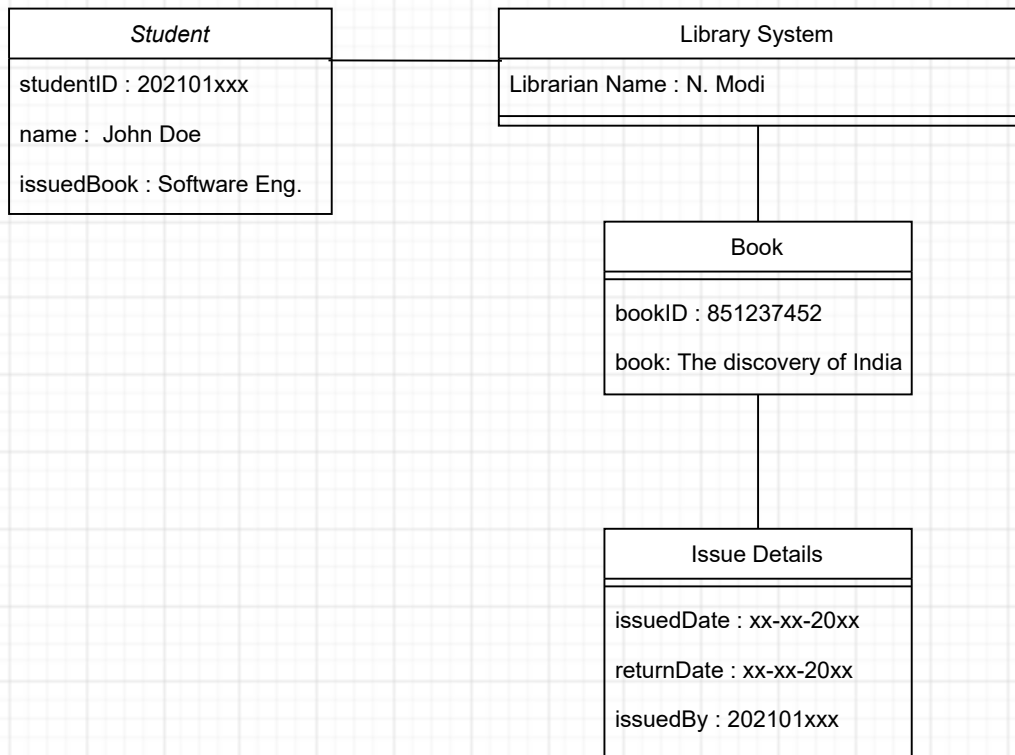 Student
studentID : 202101xxx
name :  John Doe
issuedBook : Software Eng.
Library System
Librarian Name : N. Modi
Book
bookID : 851237452
book: The discovery of India
Issue Details
issuedDate : xx-xx-20xx
returnDate : xx-xx-20xx
issuedBy : 202101xxx